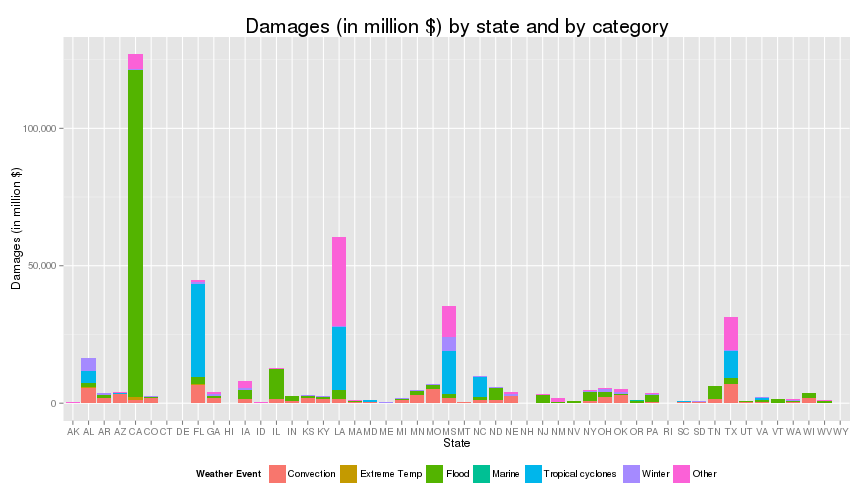 Damages (in million $) by state and by category
Damages (in million $)
100,000
50,000
0
AK AL AR AZ CA CO CT DE FL GA HI IA ID IL IN KS KY LA MA MD ME MI MN MO MS MT NC ND NE NH NJ NM NV NY OH OK OR PA RI SC SD TN TX UT VA VT WA WI WV WY
State
Weather Event Convection Extreme Temp Flood Marine Tropical cyclones Winter Other